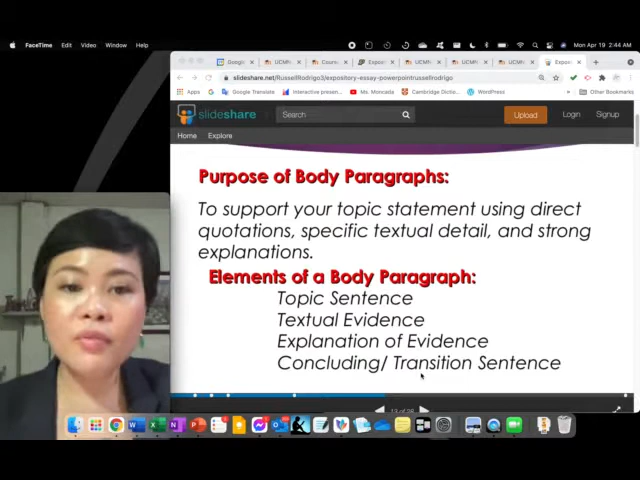 FaceTime Edit Video Window Help
Mon Apr 19 2:44 AM
slideshare.net/RussellRodrigo3/expository-essay-powerpointrussellrodrigo
Apps Google Translate Interactive presen... Ms. Moncada Cambridge Dictio... WordPress Other Bookmarks
slideshare Search Upload Login Signup
Home Explore
Purpose of Body Paragraphs:
To support your topic statement using direct
quotations, specific textual detail, and strong
explanations.
Elements of a Body Paragraph:
Topic Sentence
Textual Evidence
Explanation of Evidence
Concluding/ Transition Sentence